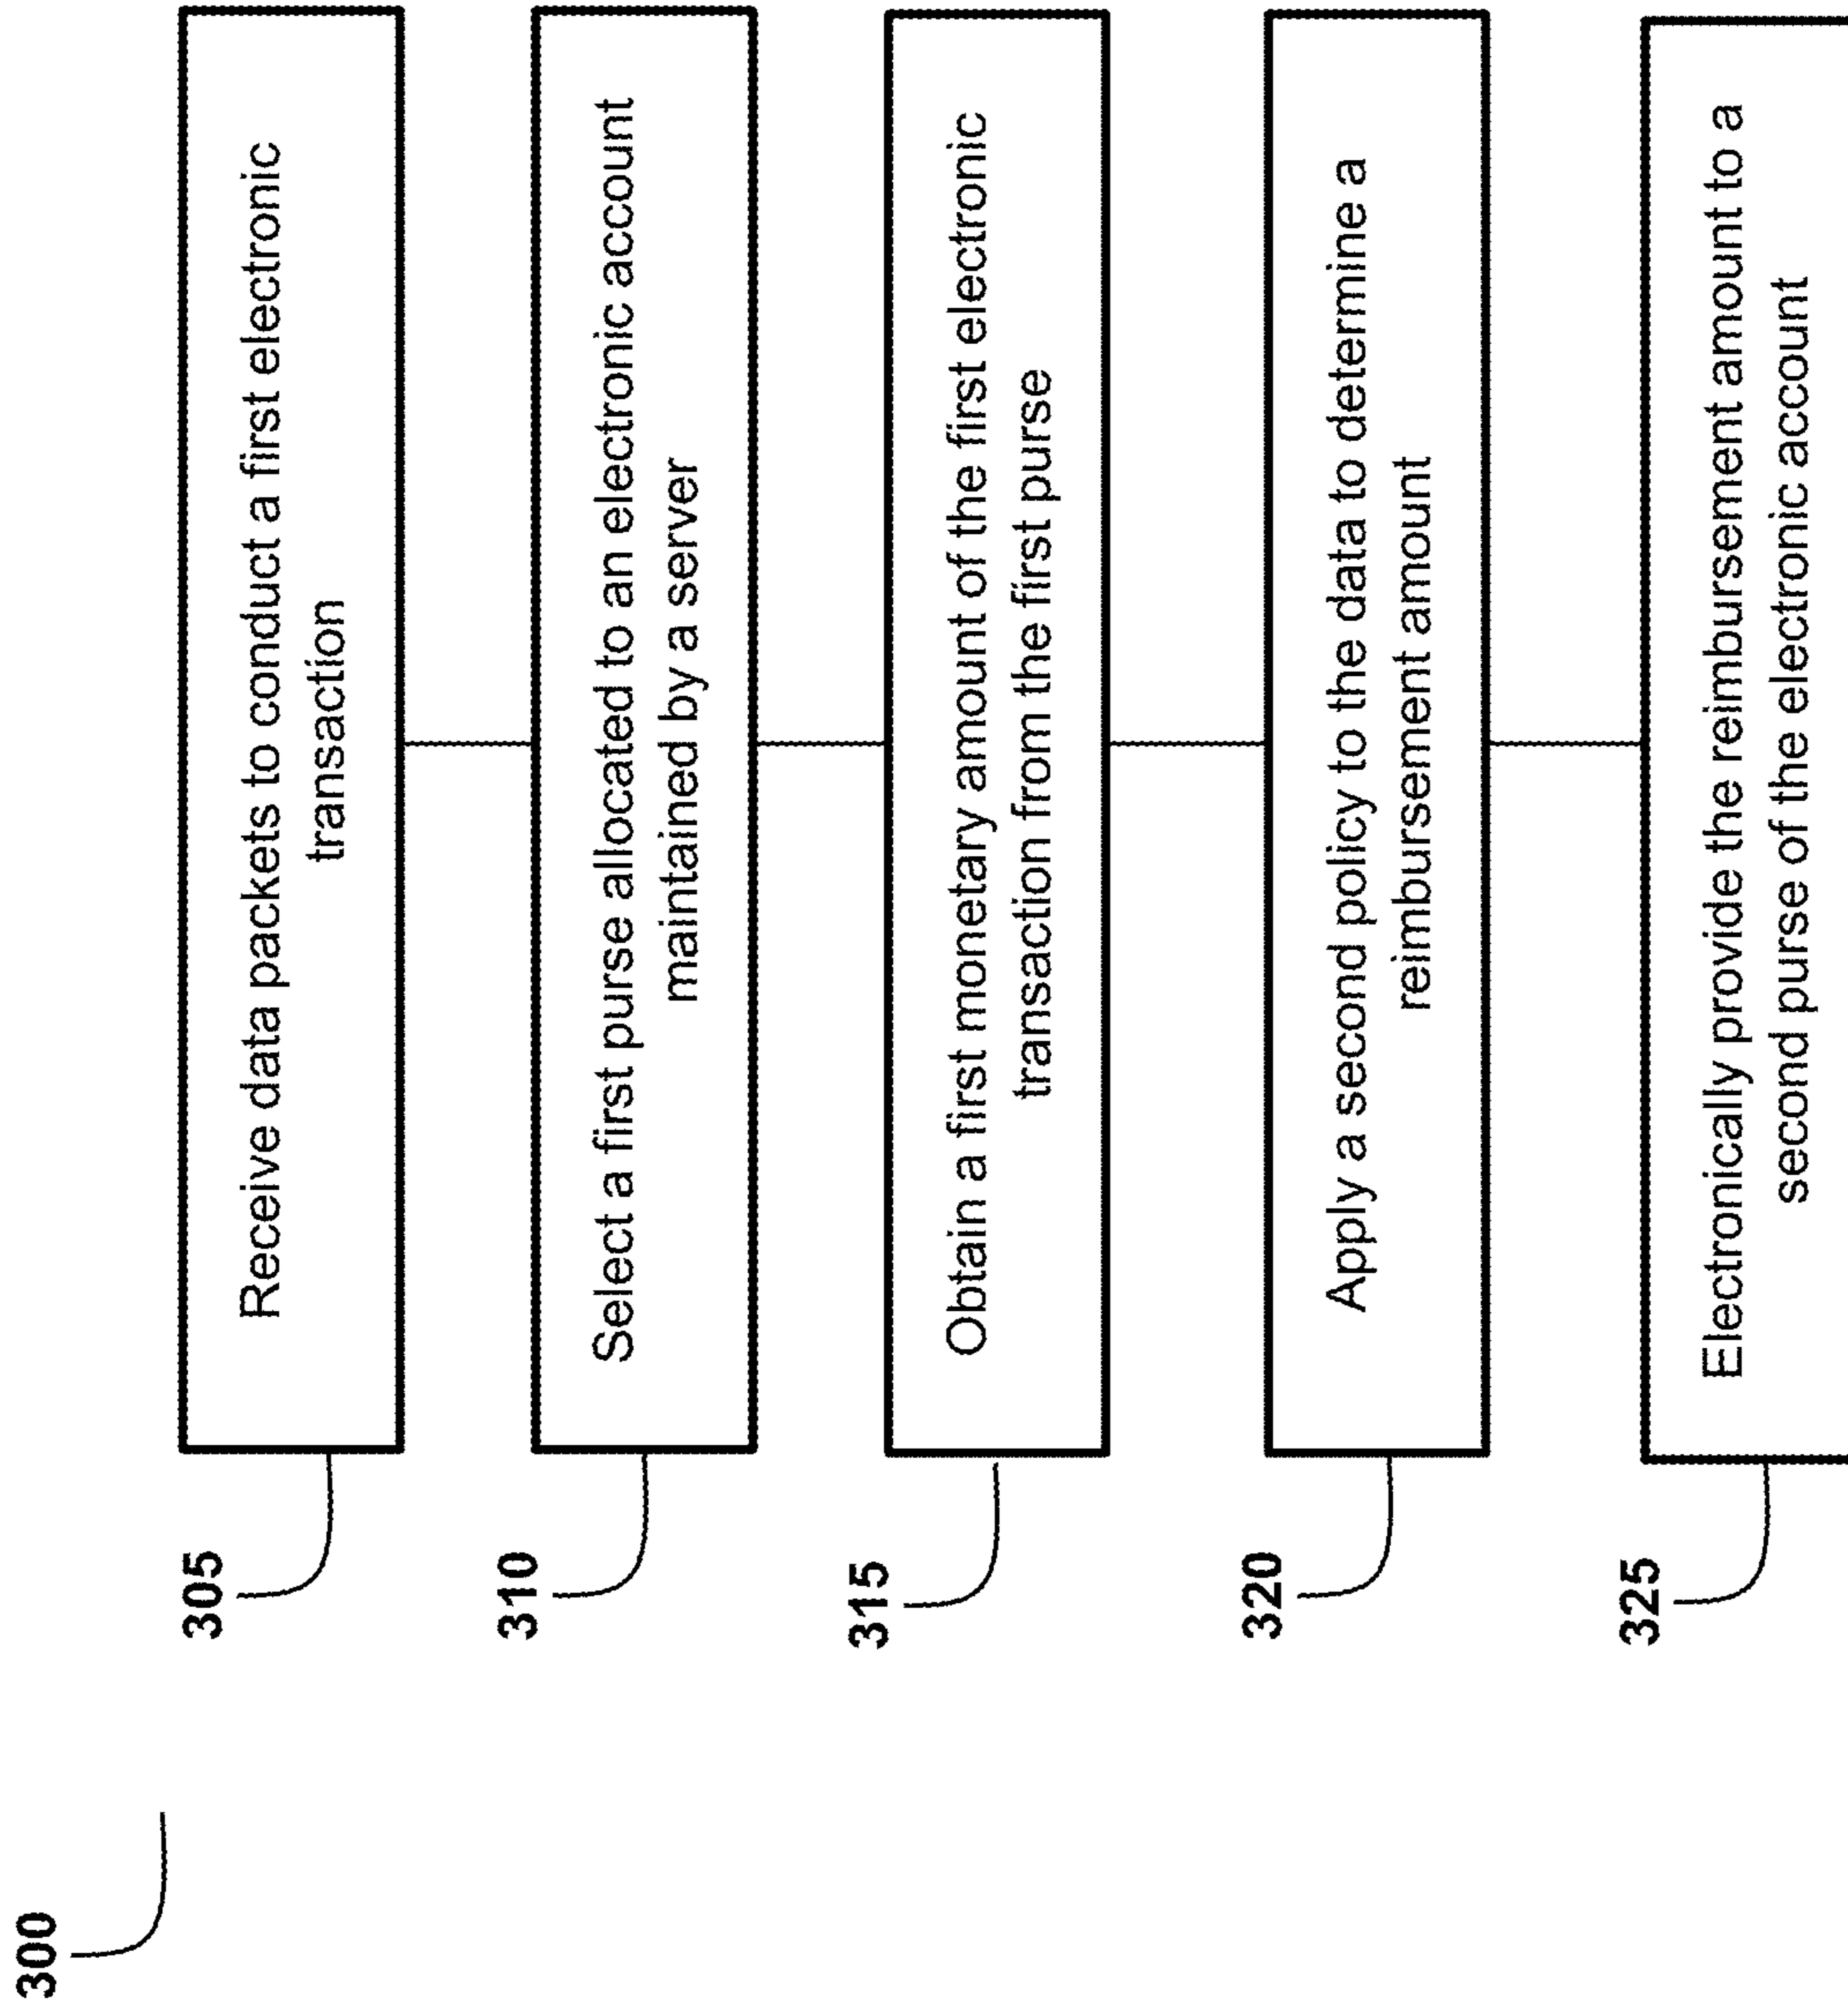 300
305
Receive data packets to conduct a first electronic
transaction
310
Select a first purse allocated to an electronic account
maintained by a server
315
Obtain a first monetary amount of the first electronic
transaction from the first purse
320
Apply a second policy to the data to determine a
reimbursement amount
325
Electronically provide the reimbursement amount to a
second purse of the electronic account